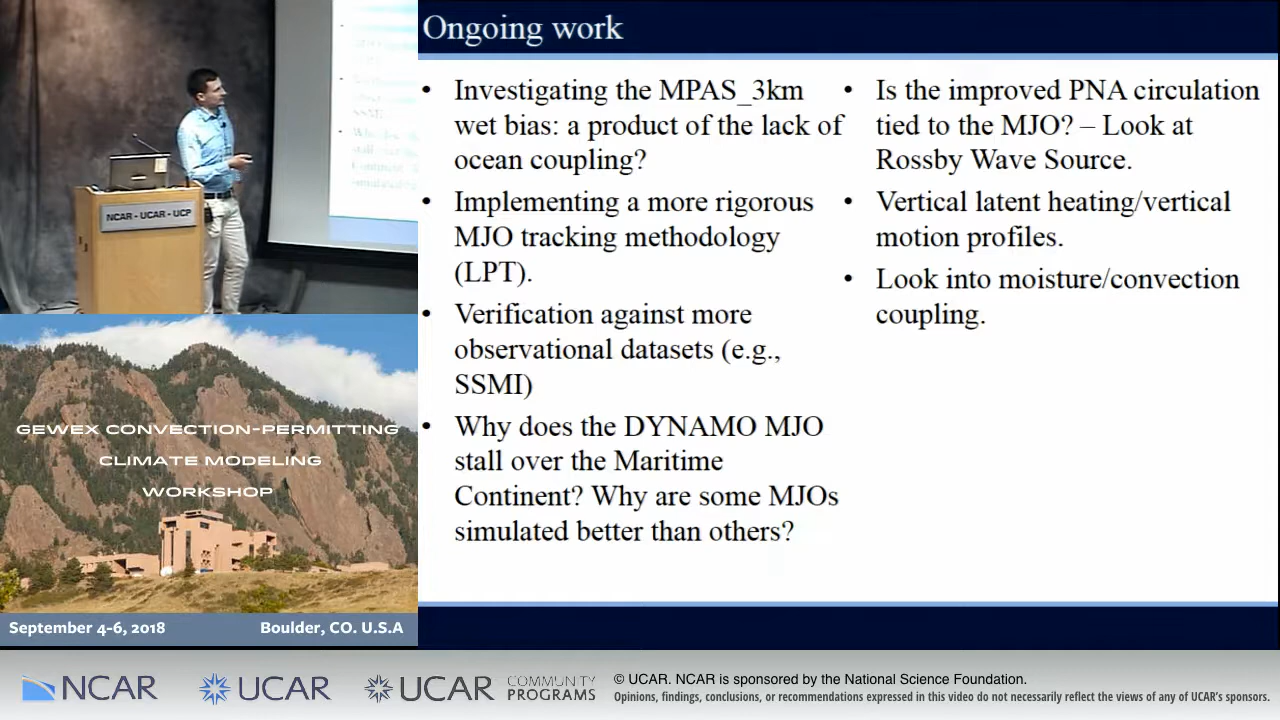 Ongoing work
• Investigating the MPAS_3km
wet bias: a product of the lack of
ocean coupling?
• Implementing a more rigorous
MJO tracking methodology
(LPT).
• Verification against more
observational datasets (e.g.,
SSMI)
• Why does the DYNAMO MJO
stall over the Maritime
Continent? Why are some MJOs
simulated better than others?
• Is the improved PNA circulation
tied to the MJO? – Look at
Rossby Wave Source.
• Vertical latent heating/vertical
motion profiles.
• Look into moisture/convection
coupling.
NCAR - UCAR - UCP
GEWEX CONVECTION-PERMITTING
CLIMATE MODELING
WORKSHOP
September 4-6, 2018
Boulder, CO. U.S.A
NCAR
UCAR
UCAR
COMMUNITY
PROGRAMS
© UCAR. NCAR is sponsored by the National Science Foundation.
Opinions, findings, conclusions, or recommendations expressed in this video do not necessarily reflect the views of any of UCAR's sponsors.